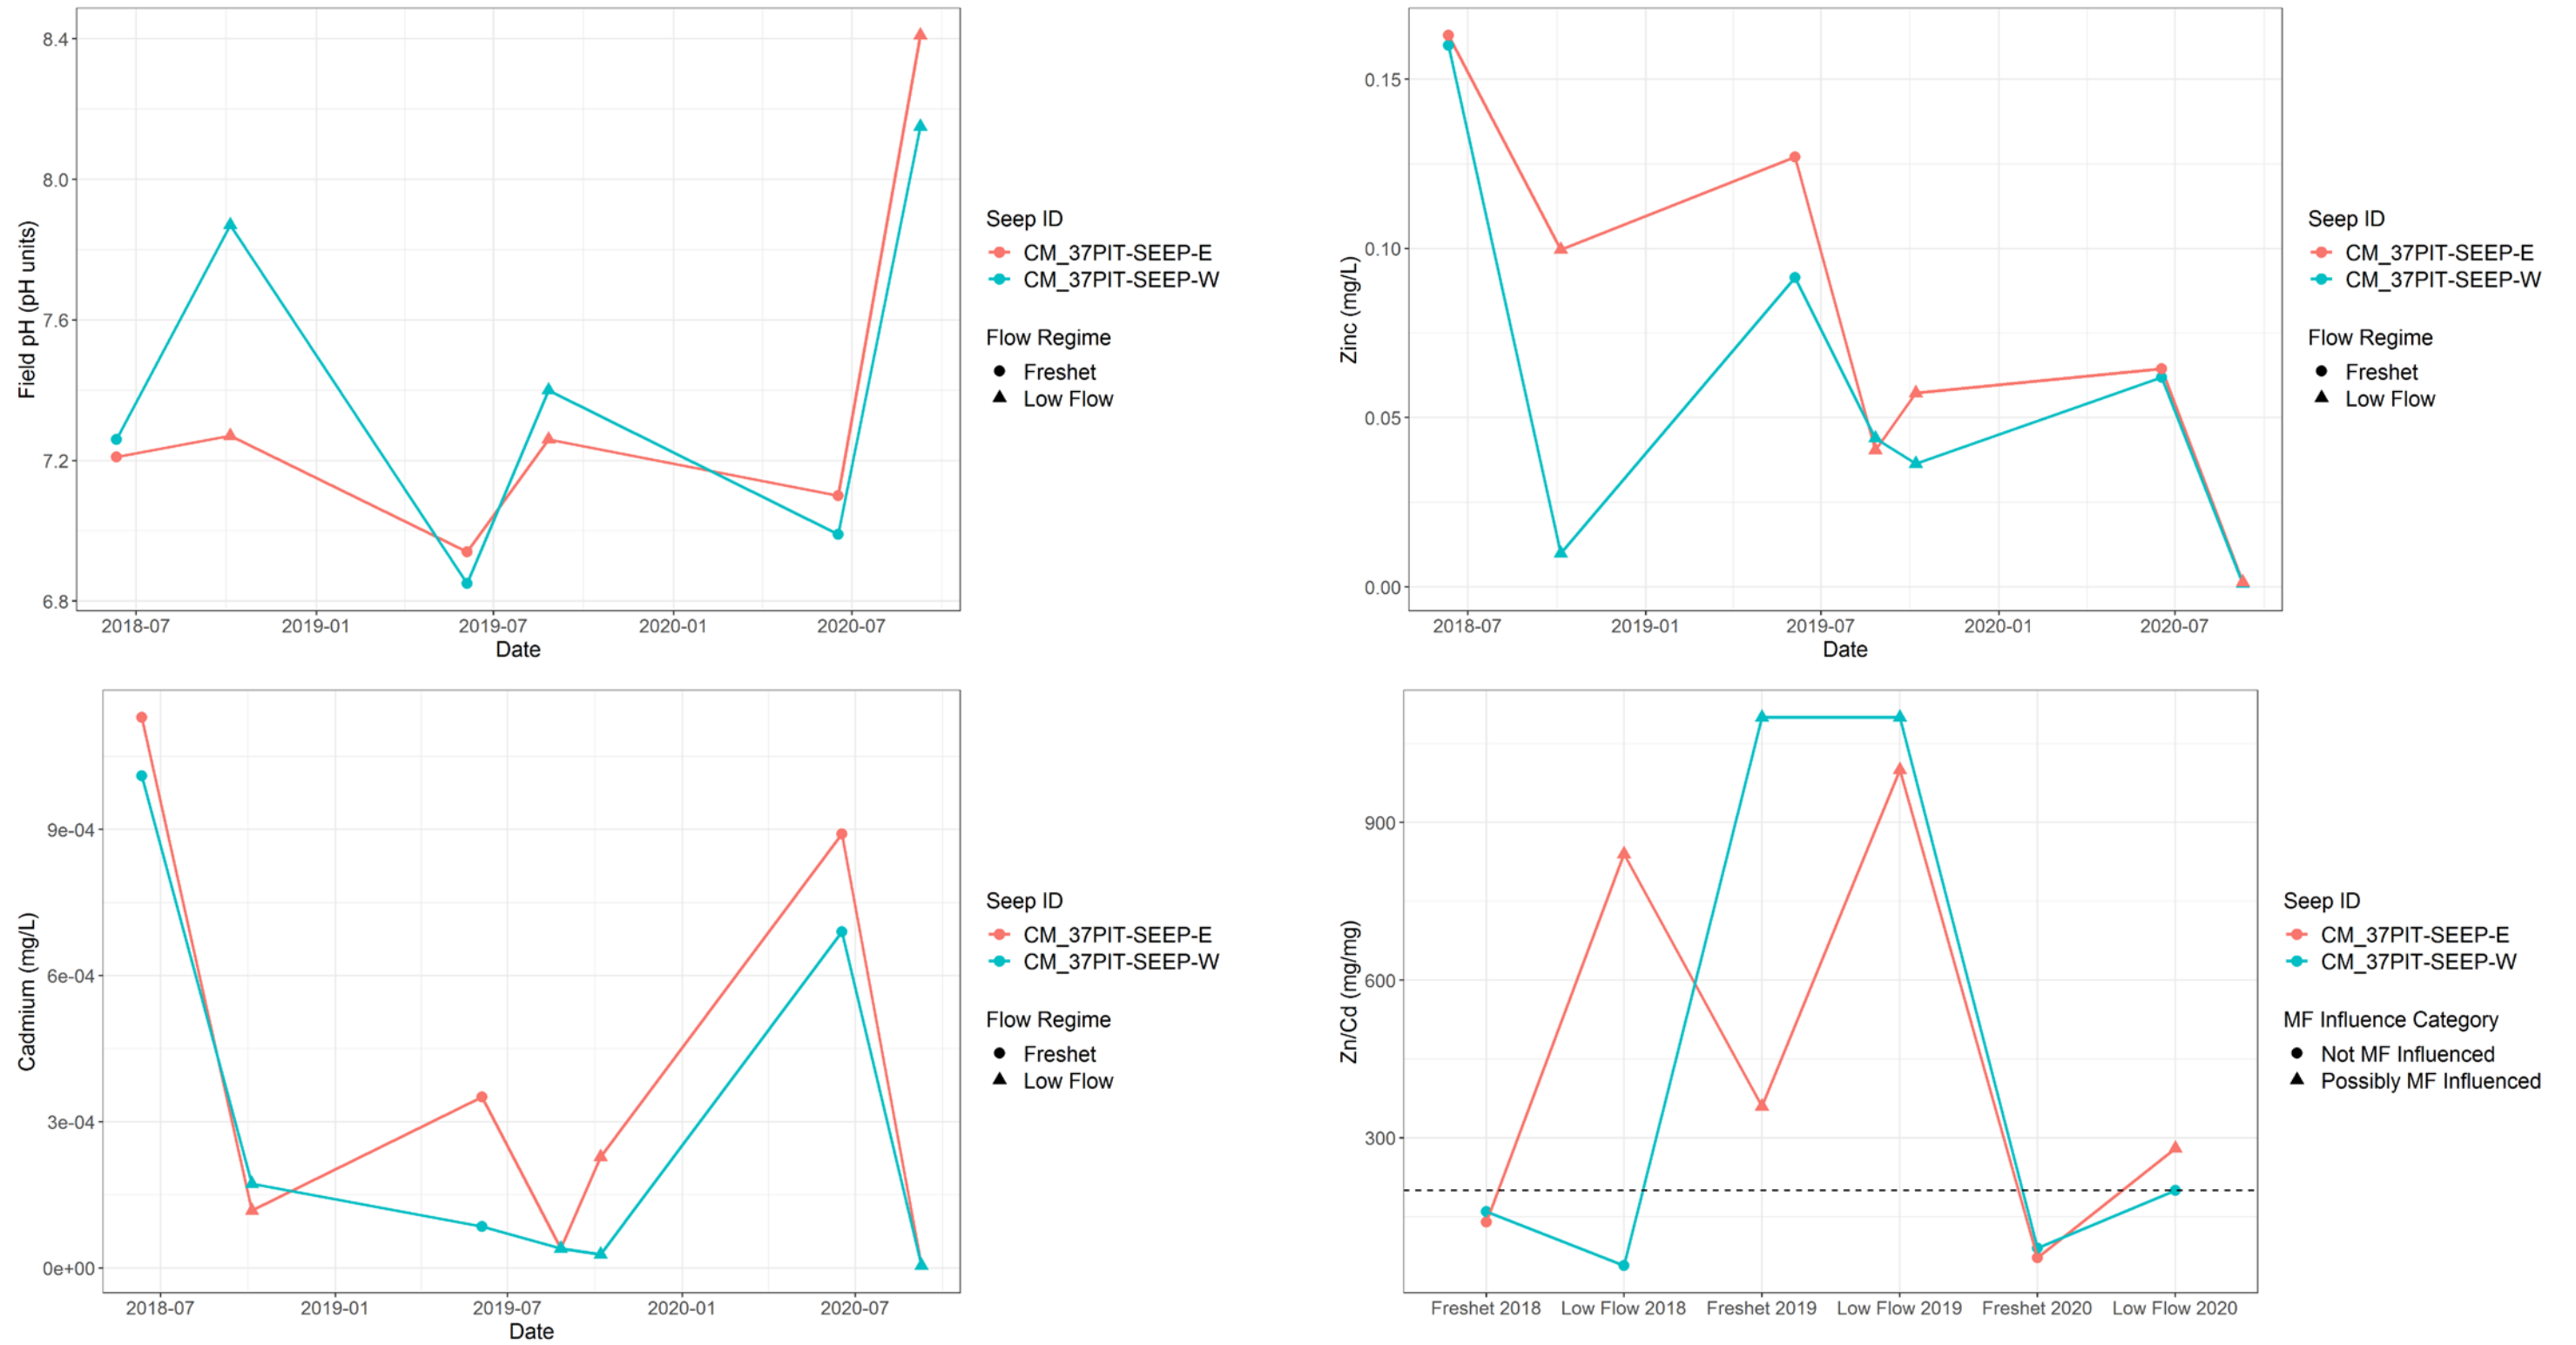 8.4
8.0
7.6
7.2
6.8
Field pH (pH units)
2018-07 2019-01 2019-07 2020-01 2020-07
Date
Seep ID
CM_37PIT-SEEP-E
CM_37PIT-SEEP-W
Flow Regime
Freshet
Low Flow
0.15
0.10
0.05
0.00
Zinc (mg/L)
2018-07 2019-01 2019-07 2020-01 2020-07
Date
Seep ID
CM_37PIT-SEEP-E
CM_37PIT-SEEP-W
Flow Regime
Freshet
Low Flow
9e-04
6e-04
3e-04
0e+00
Cadmium (mg/L)
2018-07 2019-01 2019-07 2020-01 2020-07
Date
Seep ID
CM_37PIT-SEEP-E
CM_37PIT-SEEP-W
Flow Regime
Freshet
Low Flow
900
600
300
Zn/Cd (mg/mg)
Freshet 2018 Low Flow 2018 Freshet 2019 Low Flow 2019 Freshet 2020 Low Flow 2020
Seep ID
CM_37PIT-SEEP-E
CM_37PIT-SEEP-W
MF Influence Category
Not MF Influenced
Possibly MF Influenced